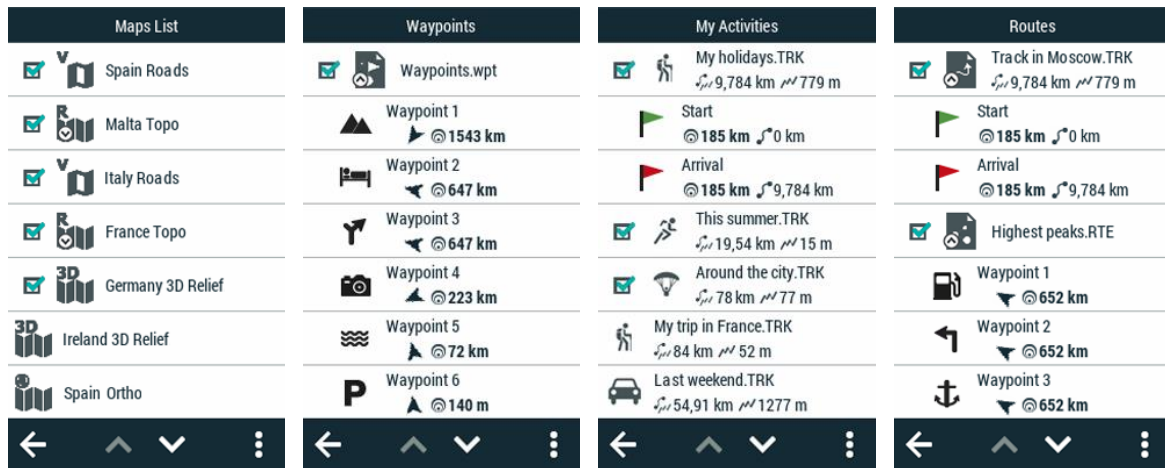 Maps List
V
Spain Roads
R
Malta Topo
V
Italy Roads
R
France Topo
3D
Germany 3D Relief
3D
Ireland 3D Relief
Spain Ortho
Waypoints
Waypoints.wpt
Waypoint 1
1543 km
Waypoint 2
647 km
Waypoint 3
647 km
Waypoint 4
223 km
Waypoint 5
72 km
P
Waypoint 6
140 m
My Activities
My holidays.TRK
9,784 km 779 m
Start
185 km 0 km
Arrival
185 km 9,784 km
This summer.TRK
19,54 km 15 m
Around the city.TRK
78 km 77 m
My trip in France.TRK
84 km 52 m
Last weekend.TRK
54,91 km 1277 m
Routes
Track in Moscow.TRK
9,784 km 779 m
Start
185 km 0 km
Arrival
185 km 9,784 km
Highest peaks.RTE
Waypoint 1
652 km
Waypoint 2
652 km
Waypoint 3
652 km